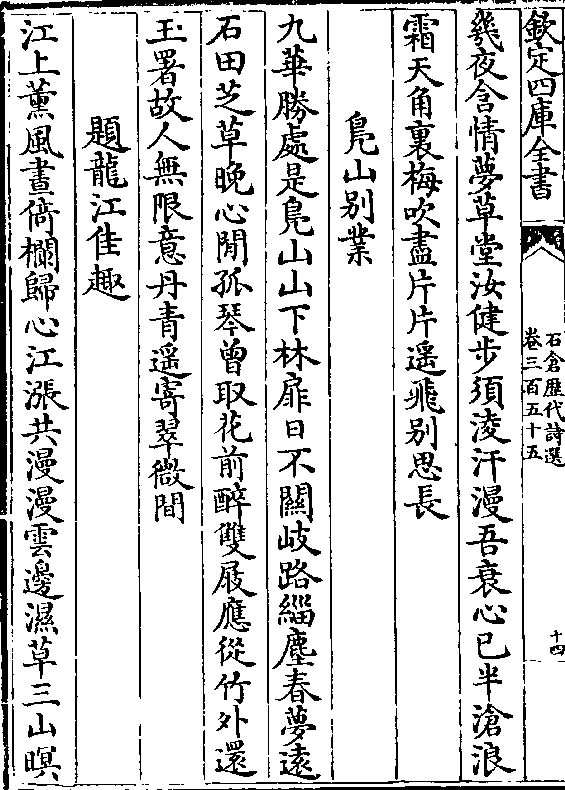 欽定四庫全書
石倉歴代詩選
卷三百五十五
十四
幾夜含情夢草堂汝健步須淩汗漫吾衰心已半滄浪
霜天角裏梅吹盡片片遥飛别思長
凫山别業
九華勝處是凫山山下林扉日不關岐路緇塵春夢遠
石田芝草晚心閒孤琴曾取花前醉雙屐應從竹外還
玉署故人無限意丹青遥寄翠微間
題龍江佳趣
江上薰風晝倚欄歸心江漲共漫漫雲邊濕草三山暝